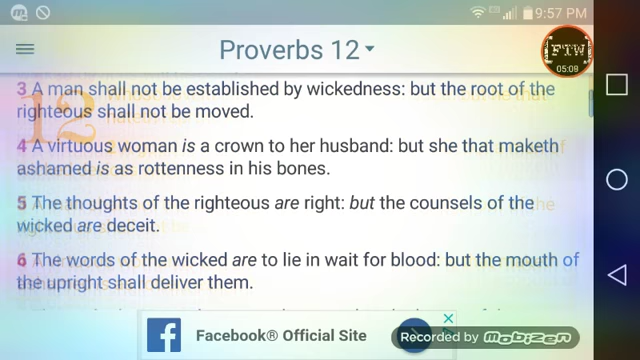 9:57 PM
Proverbs 12
FTW
05:09
12
3 A man shall not be established by wickedness: but the root of the
righteous shall not be moved.
4 A virtuous woman is a crown to her husband: but she that maketh
ashamed is as rottenness in his bones.
5 The thoughts of the righteous are right: but the counsels of the
wicked are deceit.
6 The words of the wicked are to lie in wait for blood: but the mouth of
the upright shall deliver them.
Facebook® Official Site
Recorded by Mobizen